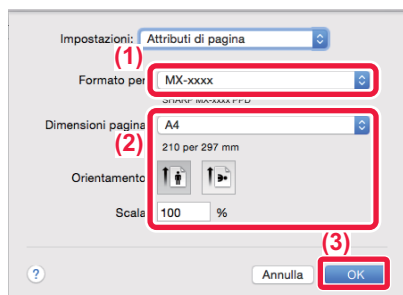 Impostazioni: Attributi di pagina
(1)
Formato per MX-xxxx
SHARP MX-xxxx PPD
Dimensioni pagina A4
(2)
210 per 297 mm
Orientamento
Scala 100 %
(3)
? Annulla OK